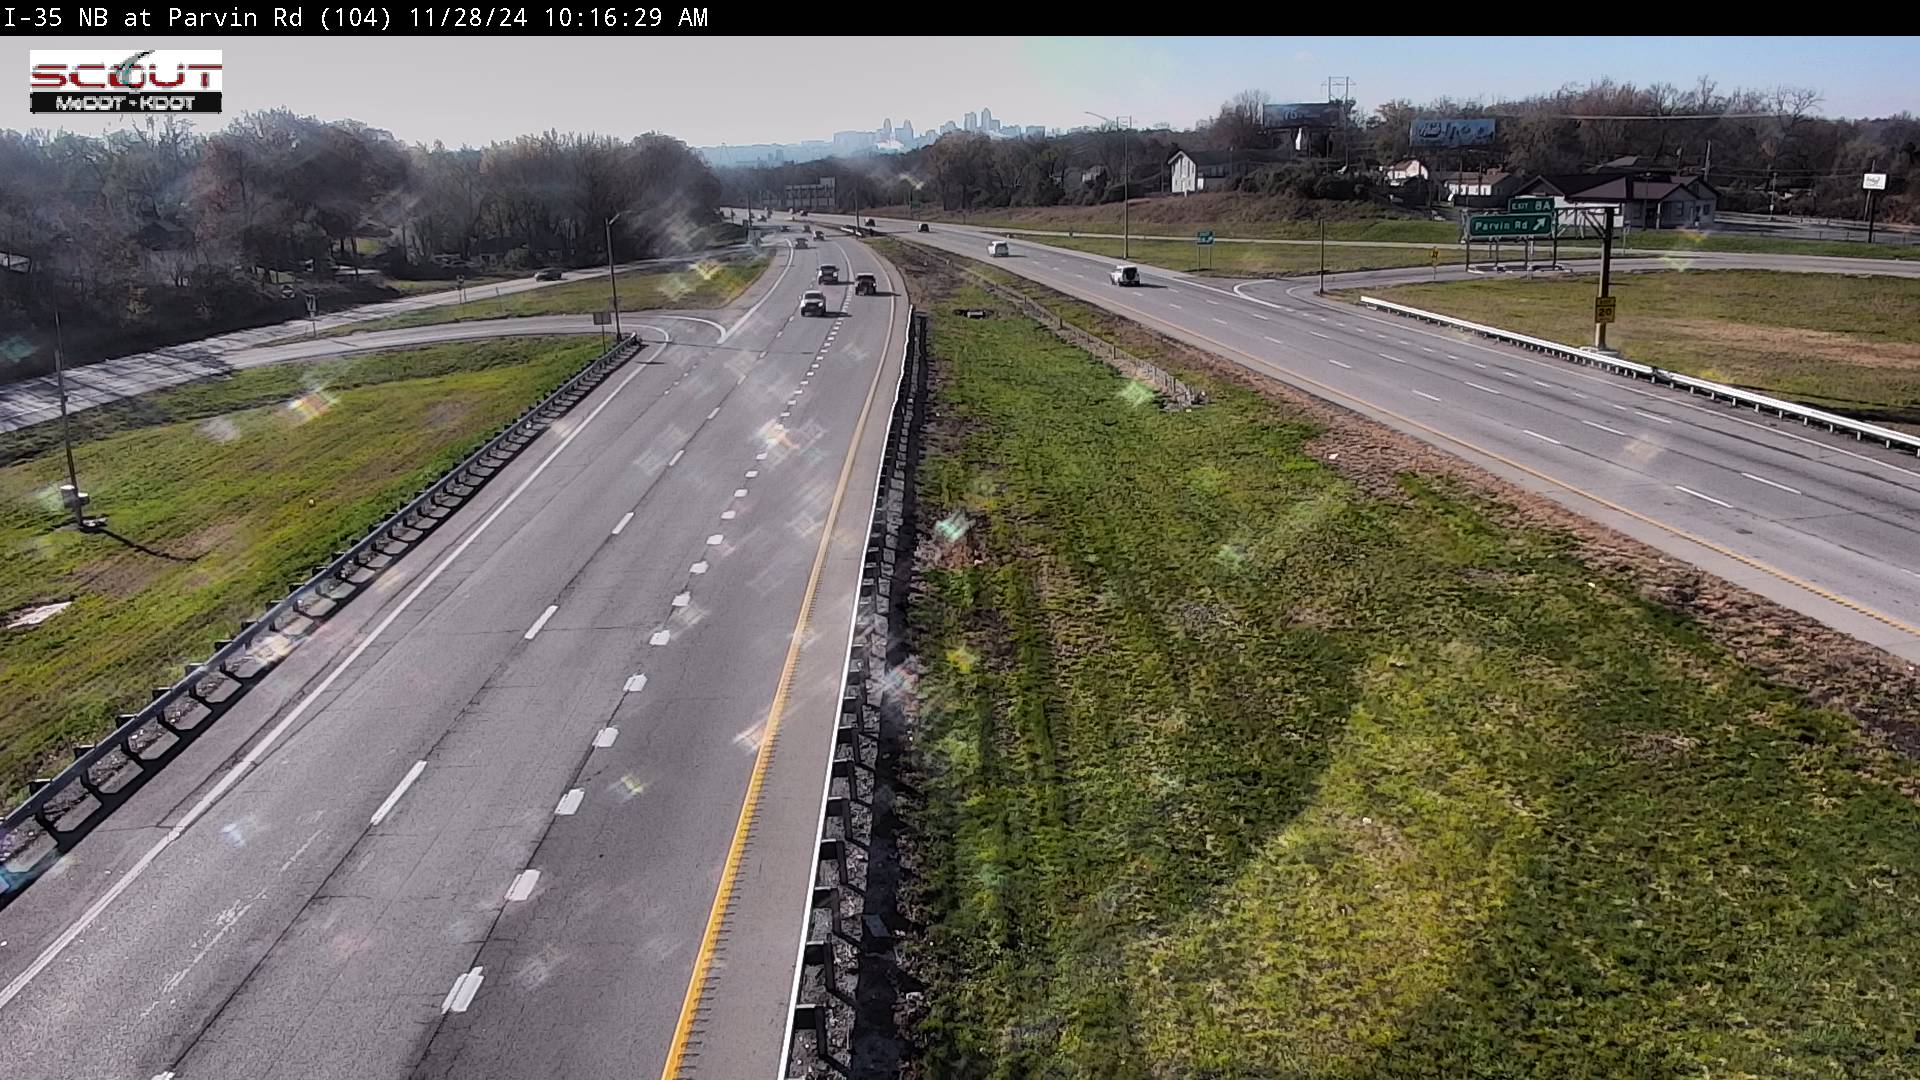 I-35 NB at Parvin Rd (104) 11/28/24 10:16:29 AM
SCOUT
MoDOT - KDOT
EXIT 8A
Parvin Rd
20